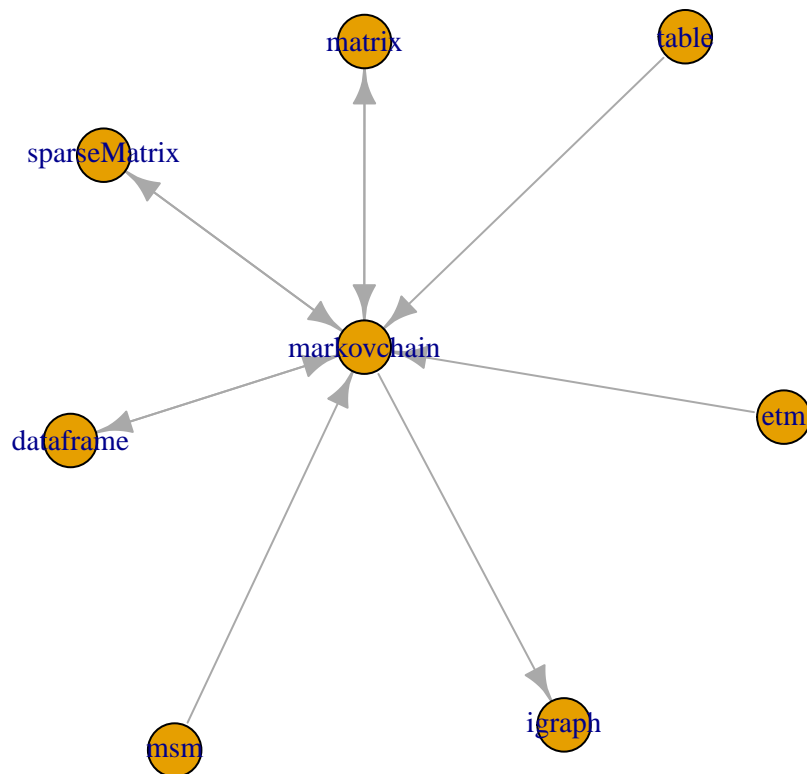 matrix
table
sparseMatrix
markovchain
etm
dataframe
igraph
msm